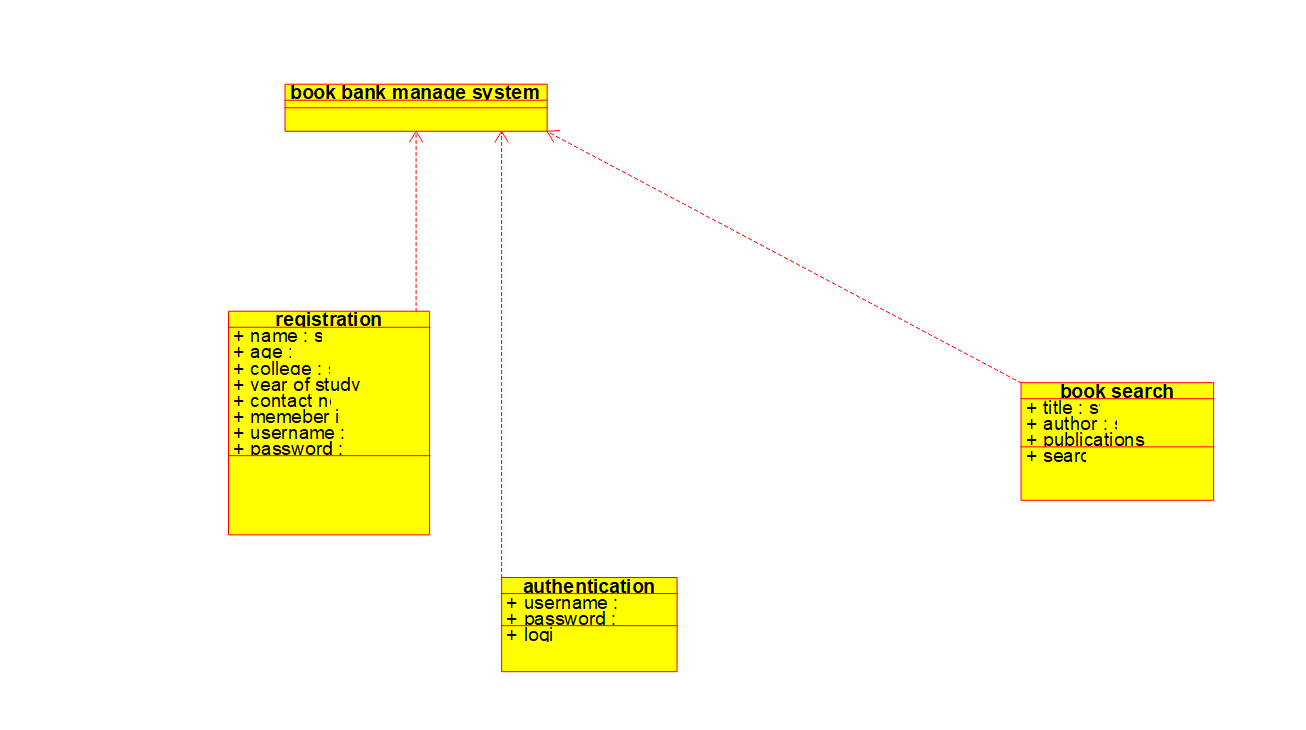 book bank manage system
registration
+ name : s
+ age :
+ college :
+ year of study
+ contact n
+ memeber i
+ username :
+ password :
book search
+ title : s
+ author :
+ publications
+ searc
authentication
+ username :
+ password :
+ logi